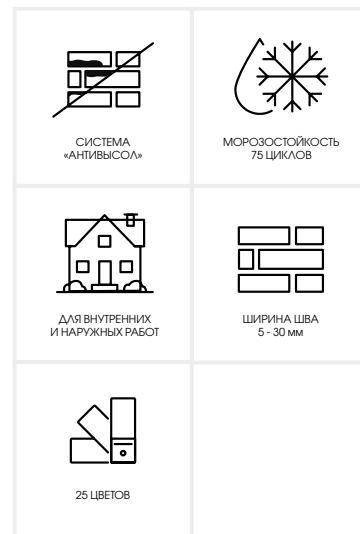 СИСТЕМА
«АНТИВЫСОЛ»
МОРОЗОСТОЙКОСТЬ
75 ЦИКЛОВ
ДЛЯ ВНУТРЕННИХ
И НАРУЖНЫХ РАБОТ
ШИРИНА ШВА
5 - 30 мм
25 ЦВЕТОВ